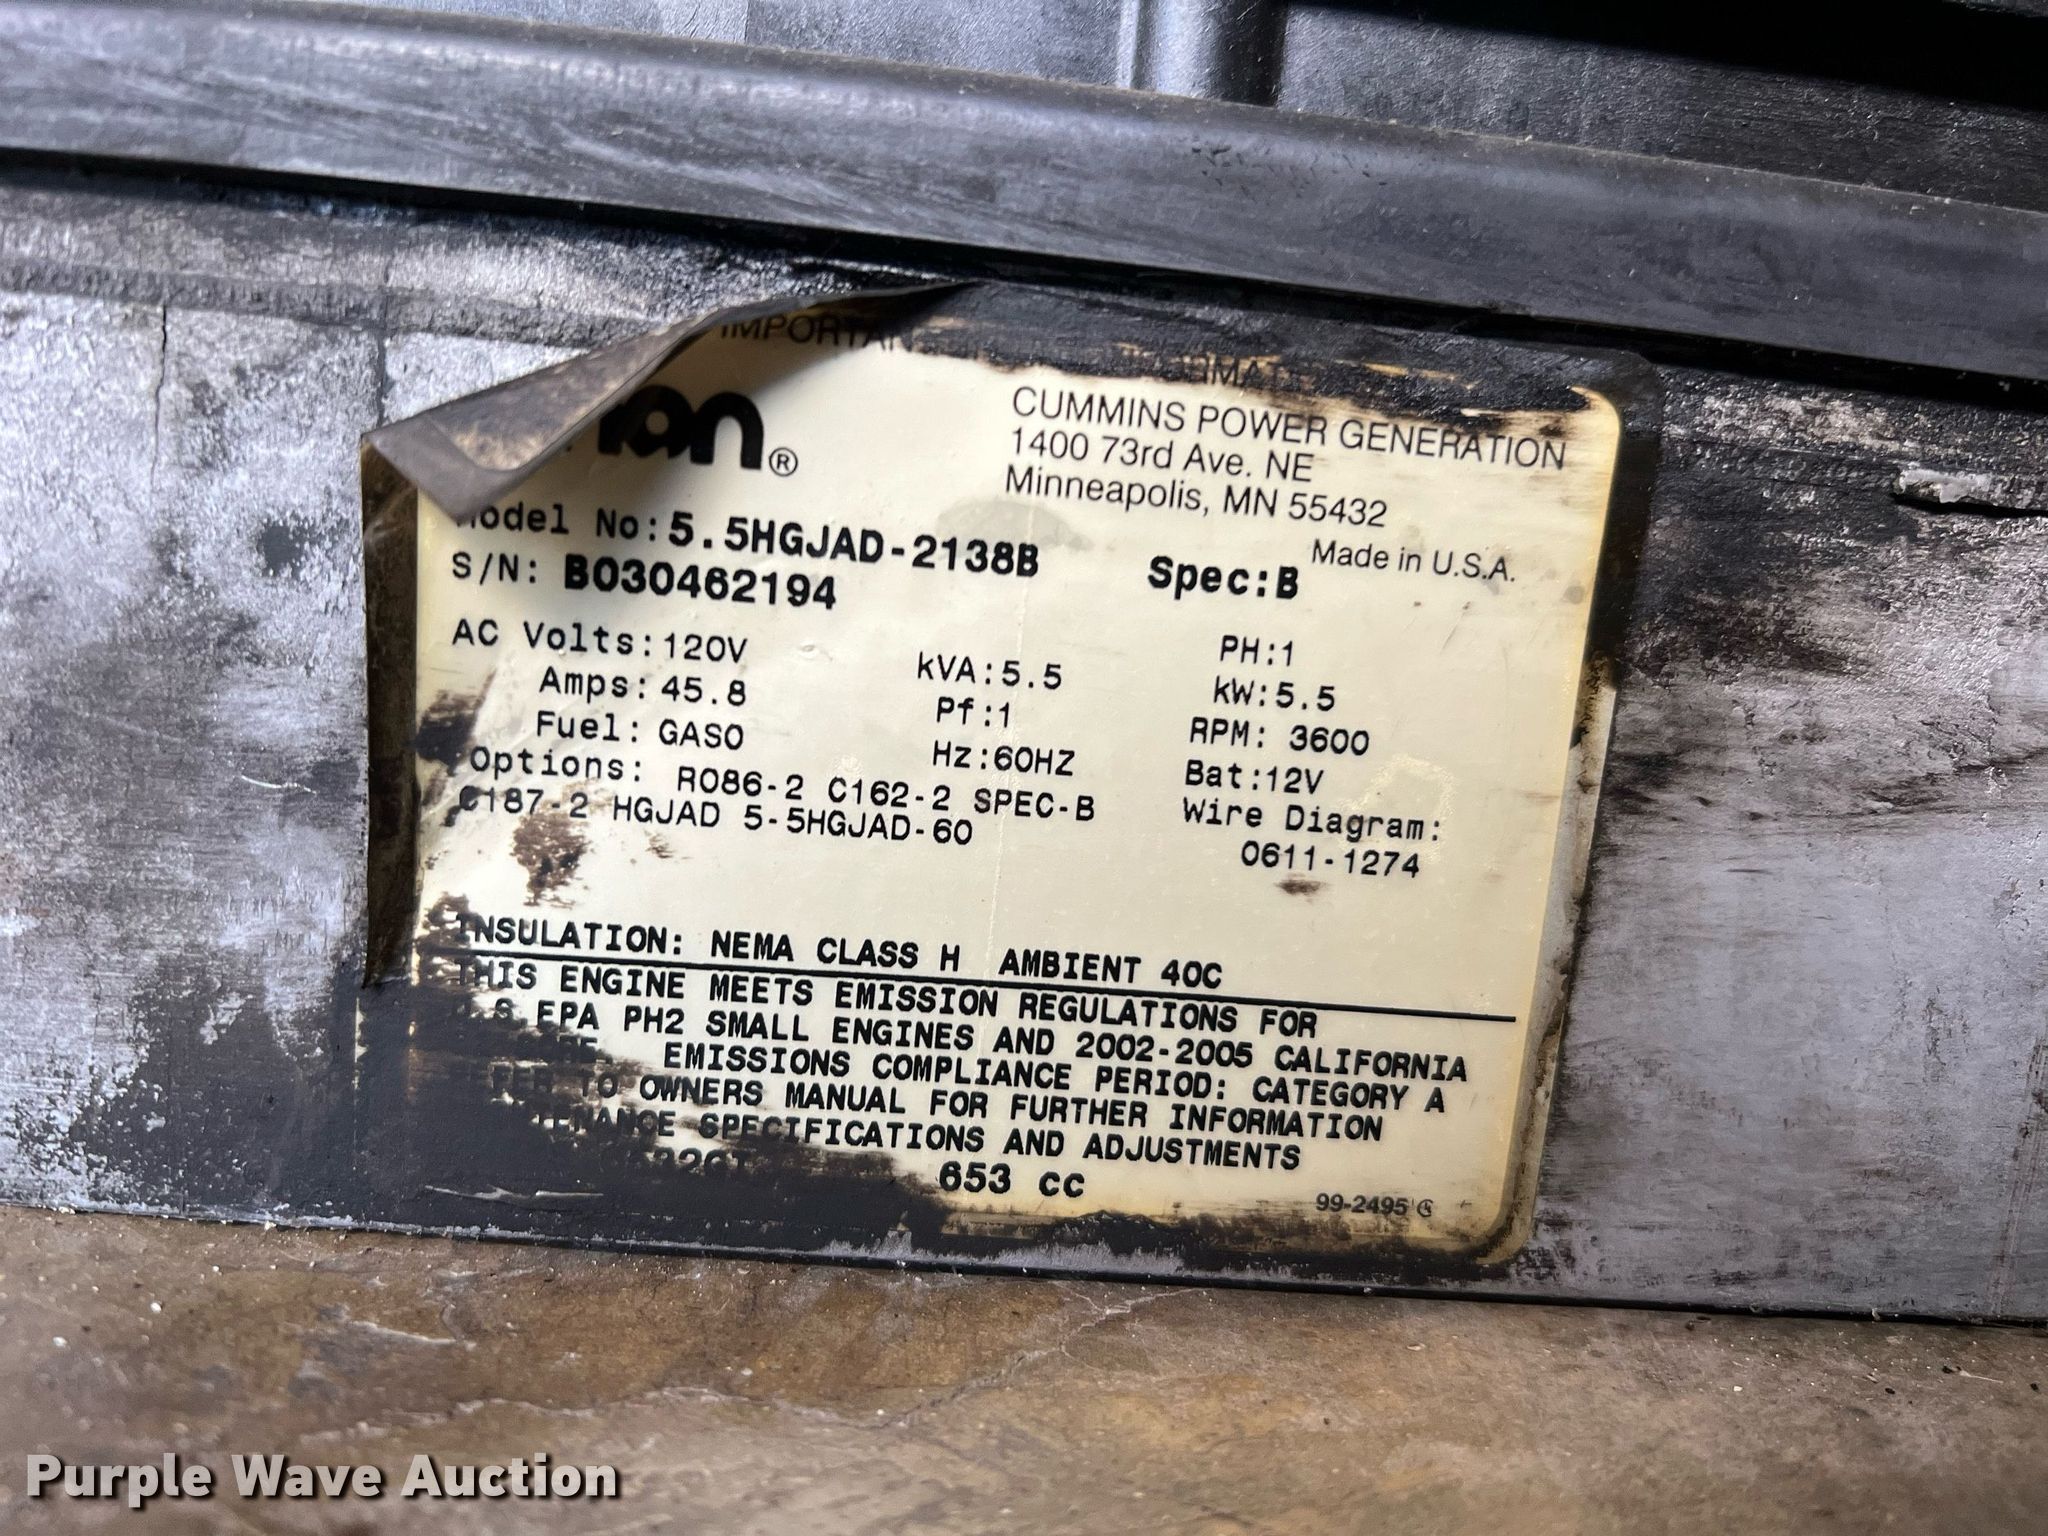 CUMMINS POWER GENERATION
1400 73rd Ave. NE
Minneapolis, MN 55432
Made in U.S.A.
Model No: 5.5HGJAD-2138B Spec:B
S/N: B030462194
AC Volts: 120V kVA:5.5 PH:1
Amps: 45.8 Pf:1 kW:5.5
Fuel: GASO Hz:60HZ RPM: 3600
Bat:12V
Options: R086-2 C162-2 SPEC-B
C187-2 HGJAD 5-5HGJAD-60
Wire Diagram:
0611-1274
INSULATION: NEMA CLASS H AMBIENT 40C
THIS ENGINE MEETS EMISSION REGULATIONS FOR
EPA PH2 SMALL ENGINES AND 2002-2005 CALIFORNIA
EMISSIONS COMPLIANCE PERIOD: CATEGORY A
TO OWNERS MANUAL FOR FURTHER INFORMATION
SPECIFICATIONS AND ADJUSTMENTS
653 cc
99-2495
Purple Wave Auction